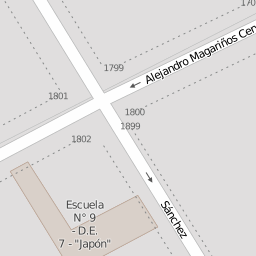 170
1799
Alejandro Magariños Cer
1801
1800
1899
1802
Sánchez
Escuela
N° 9
- D.E.
7 - "Japón"